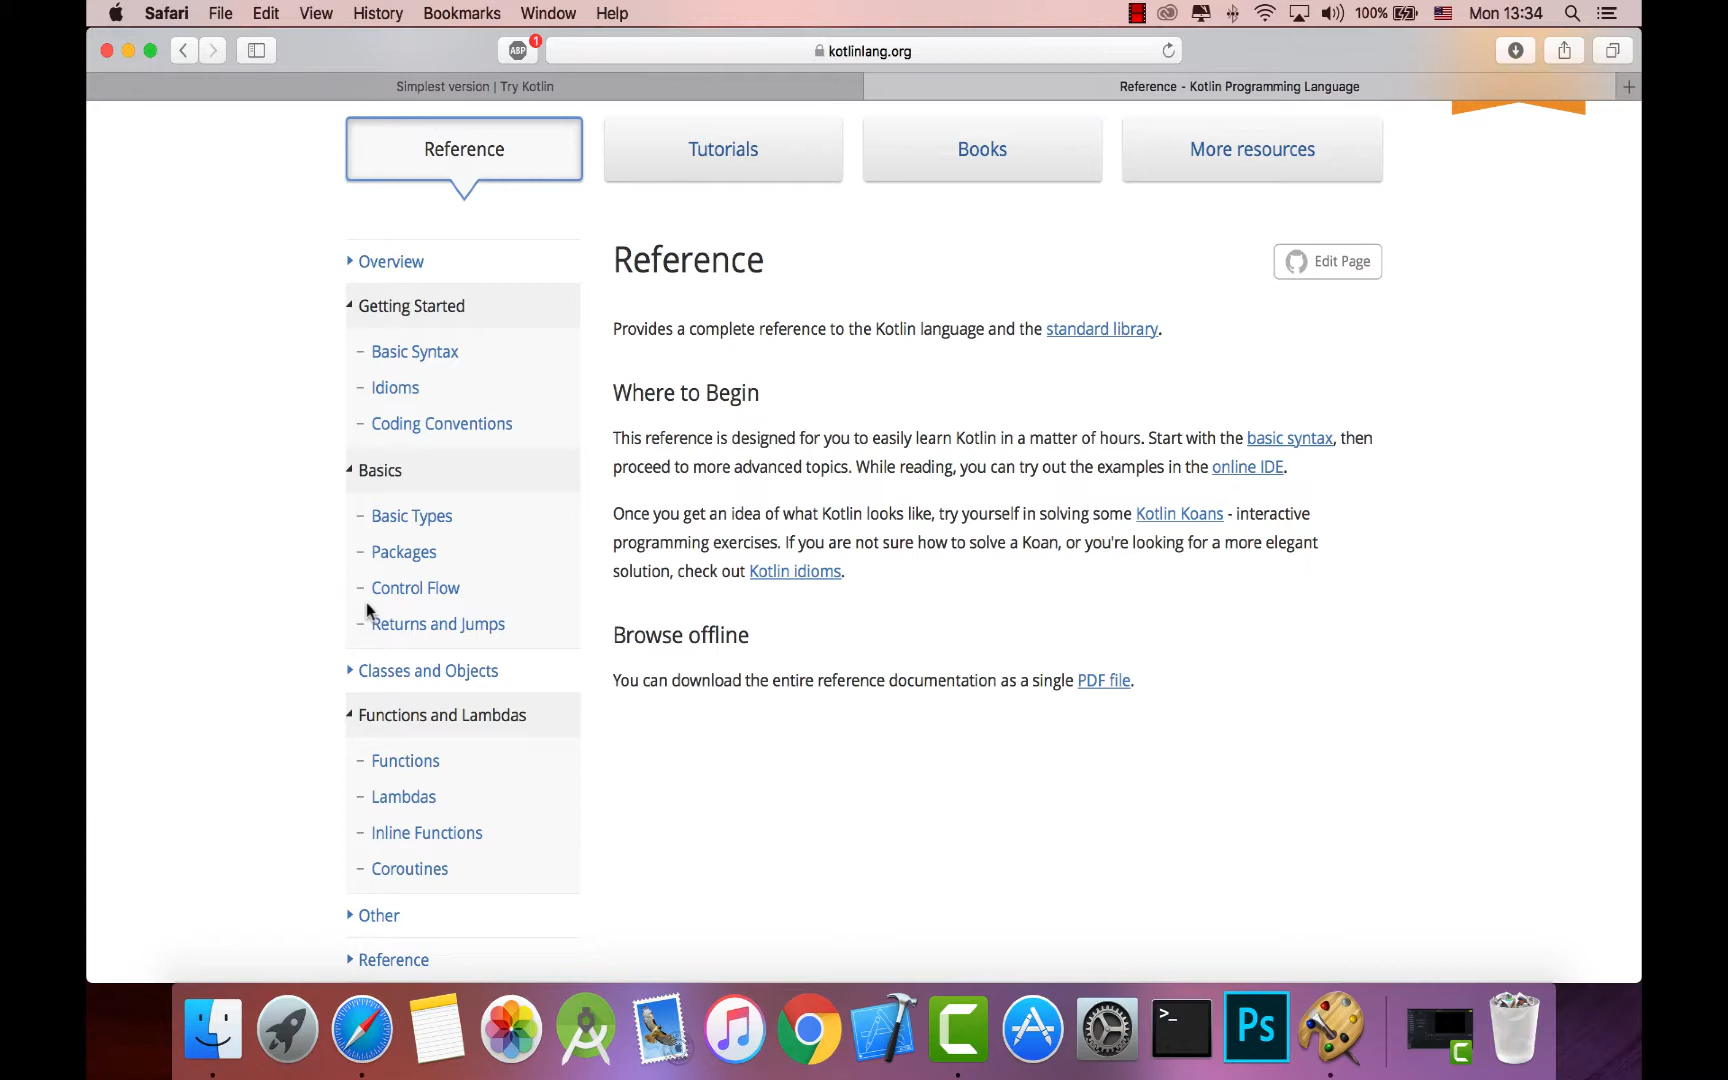 Safari File Edit View History Bookmarks Window Help 100% Mon 13:34
ABP 1 kotlinlang.org
Simplest version | Try Kotlin Reference - Kotlin Programming Language +
Reference Tutorials Books More resources
Overview
Getting Started
– Basic Syntax
– Idioms
– Coding Conventions
Basics
– Basic Types
– Packages
– Control Flow
– Returns and Jumps
Classes and Objects
Functions and Lambdas
– Functions
– Lambdas
– Inline Functions
– Coroutines
Other
Reference
Reference
Edit Page
Provides a complete reference to the Kotlin language and the standard library.
Where to Begin
This reference is designed for you to easily learn Kotlin in a matter of hours. Start with the basic syntax, then
proceed to more advanced topics. While reading, you can try out the examples in the online IDE.
Once you get an idea of what Kotlin looks like, try yourself in solving some Kotlin Koans - interactive
programming exercises. If you are not sure how to solve a Koan, or you're looking for a more elegant
solution, check out Kotlin idioms.
Browse offline
You can download the entire reference documentation as a single PDF file.
>_ Ps